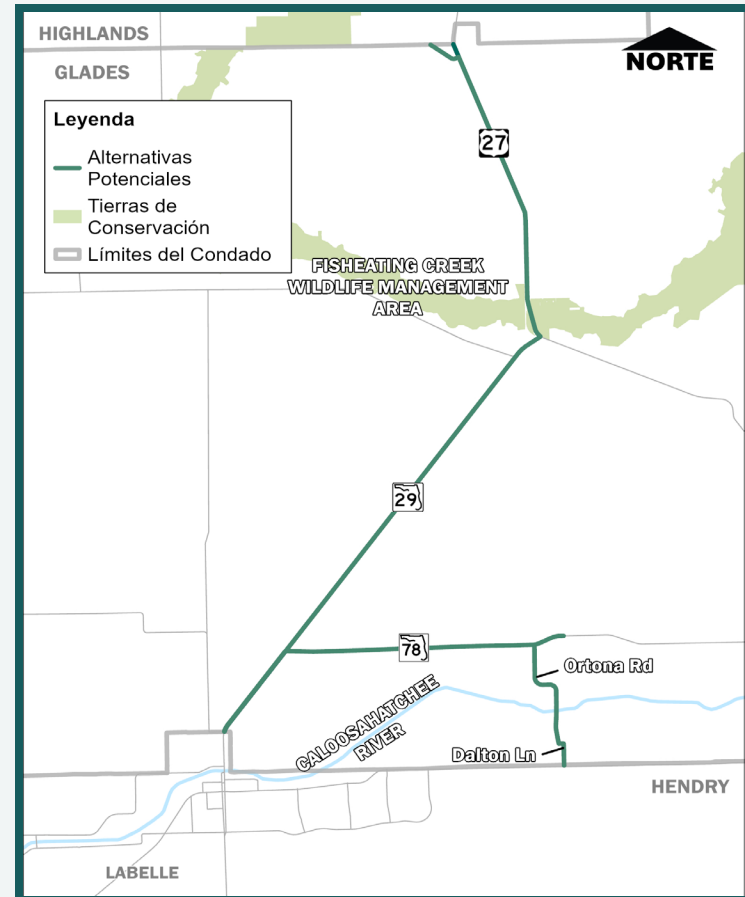 HIGHLANDS
NORTE
GLADES
Leyenda
Alternativas
Potenciales
Tierras de
Conservación
Límites del Condado
27
FISHEATING CREEK
WILDLIFE MANAGEMENT
AREA
29
78
Ortona Rd
CALOOSAHATCHEE
RIVER
Dalton Ln
HENDRY
LABELLE